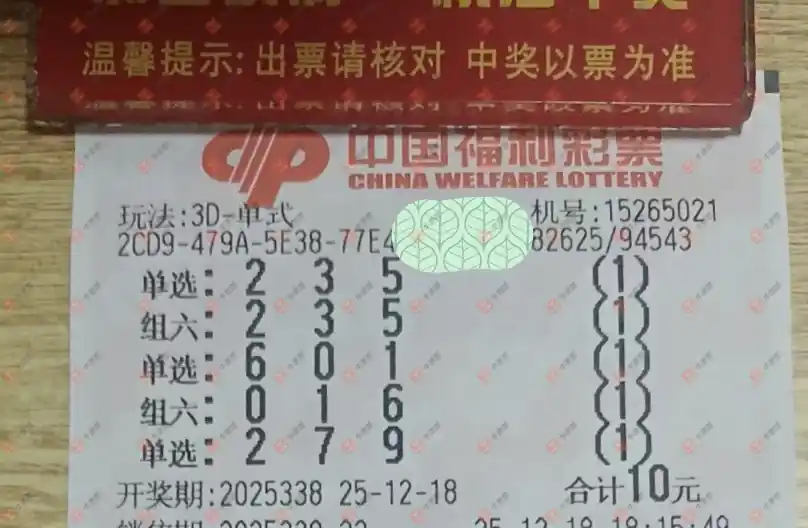 温馨提示:出票请核对 中奖以票为准
中国福利彩票
CHINA WELFARE LOTTERY
玩法:3D-单式 机号:15265021
2CD9-479A-5E38-77E4 82625/94543
单选: 2 3 5 (1)
组六: 2 3 5 (1)
单选: 6 0 1 (1)
组六: 0 1 6 (1)
单选: 2 7 9 (1)
开奖期:2025338 25-12-18 合计10元